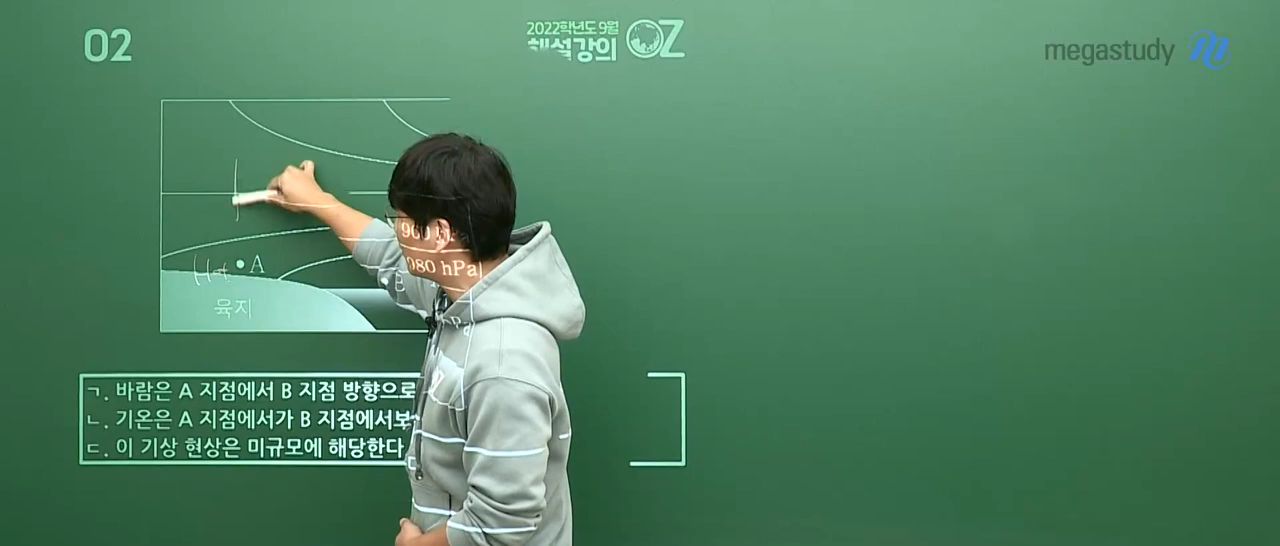 02
2022학년도 9월
해설강의 OZ
megastudy
960
980 hPa
A
B
육지
ㄱ. 바람은 A 지점에서 B 지점 방향으로
ㄴ. 기온은 A 지점에서가 B 지점에서보
ㄷ. 이 기상 현상은 미규모에 해당한다